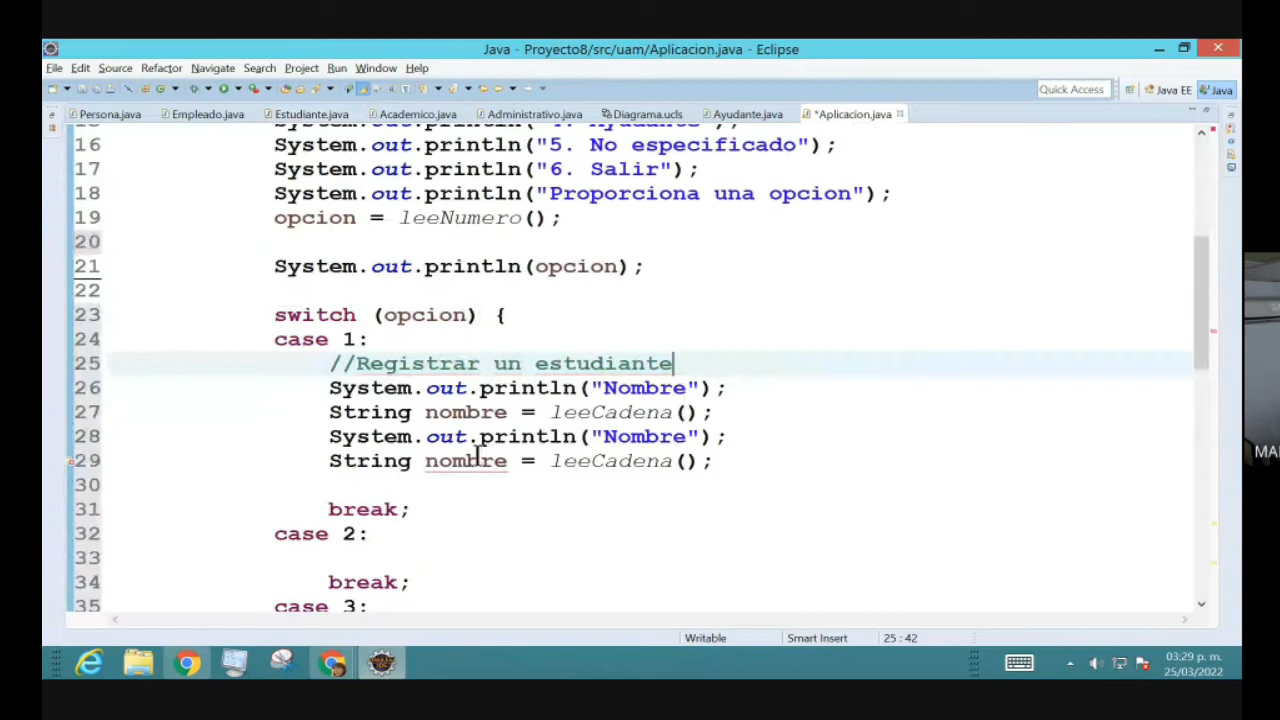 Java - Proyecto8/src/uam/Aplicacion.java - Eclipse
File Edit Source Refactor Navigate Search Project Run Window Help
Quick Access Java EE Java
Persona.java Empleado.java Estudiante.java Academico.java Administrativo.java Diagrama.ucls Ayudante.java *Aplicacion.java
15 System.out.println("4. Ayudante");
16 System.out.println("5. No especificado");
17 System.out.println("6. Salir");
18 System.out.println("Proporciona una opcion");
19 opcion = leeNumero();
20
21 System.out.println(opcion);
22
23 switch (opcion) {
24 case 1:
25 //Registrar un estudiante
26 System.out.println("Nombre");
27 String nombre = leeCadena();
28 System.out.println("Nombre");
29 String nombre = leeCadena();
30
31 break;
32 case 2:
33
34 break;
35 case 3:
Writable Smart Insert 25 : 42
03:29 p. m.
25/03/2022